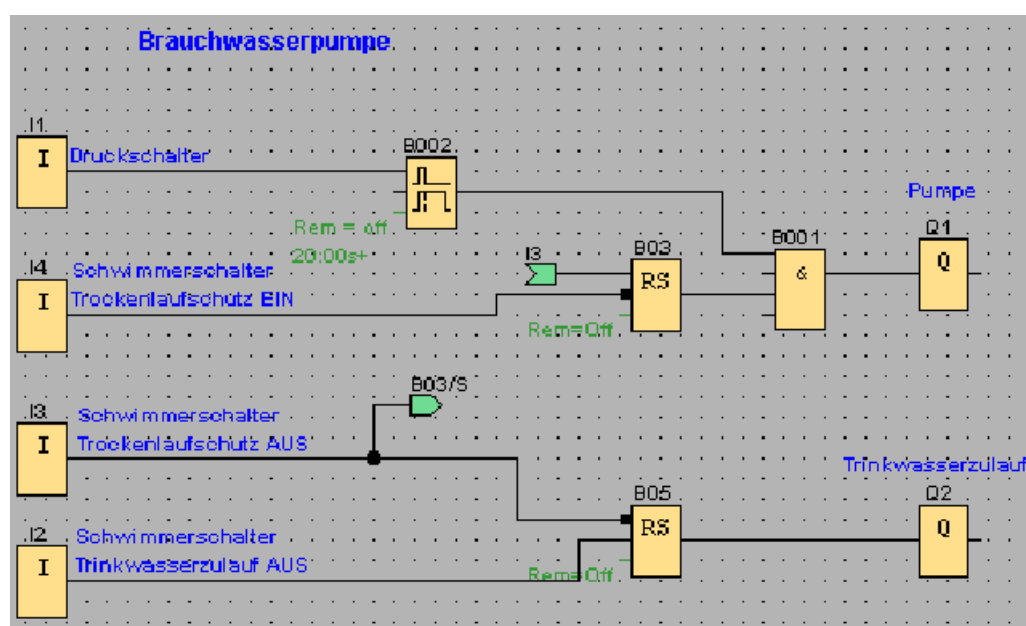 Brauchwasserpumpe
I1
I
Druckschalter
B002
Rem = off
20:00s+
Pumpe
Q1
Q
B001
&
I4
I
Schwimmerschalter
Trockenlaufschutz EIN
I3
B03
RS
Rem=Off
B03/S
I3
I
Schwimmerschalter
Trockenlaufschutz AUS
Trinkwasserzulauf
B05
RS
Rem=Off
Q2
Q
I2
I
Schwimmerschalter
Trinkwasserzulauf AUS